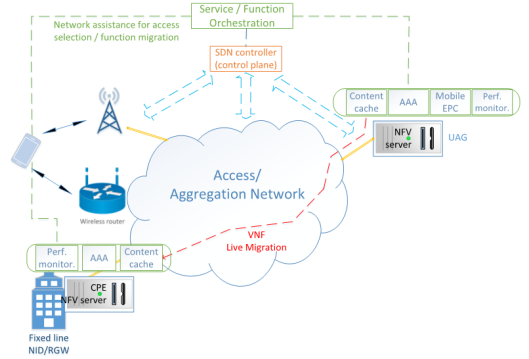 Service / Function
Orchestration
Network assistance for access
selection / function migration
SDN controller
(control plane)
Content
cache
AAA
Mobile
EPC
Perf.
monitor.
NFV
server
UAG
Access/
Aggregation Network
Wireless router
VNF
Live Migration
Perf.
monitor.
AAA
Content
cache
CPE
NFV server
Fixed line
NID/RGW